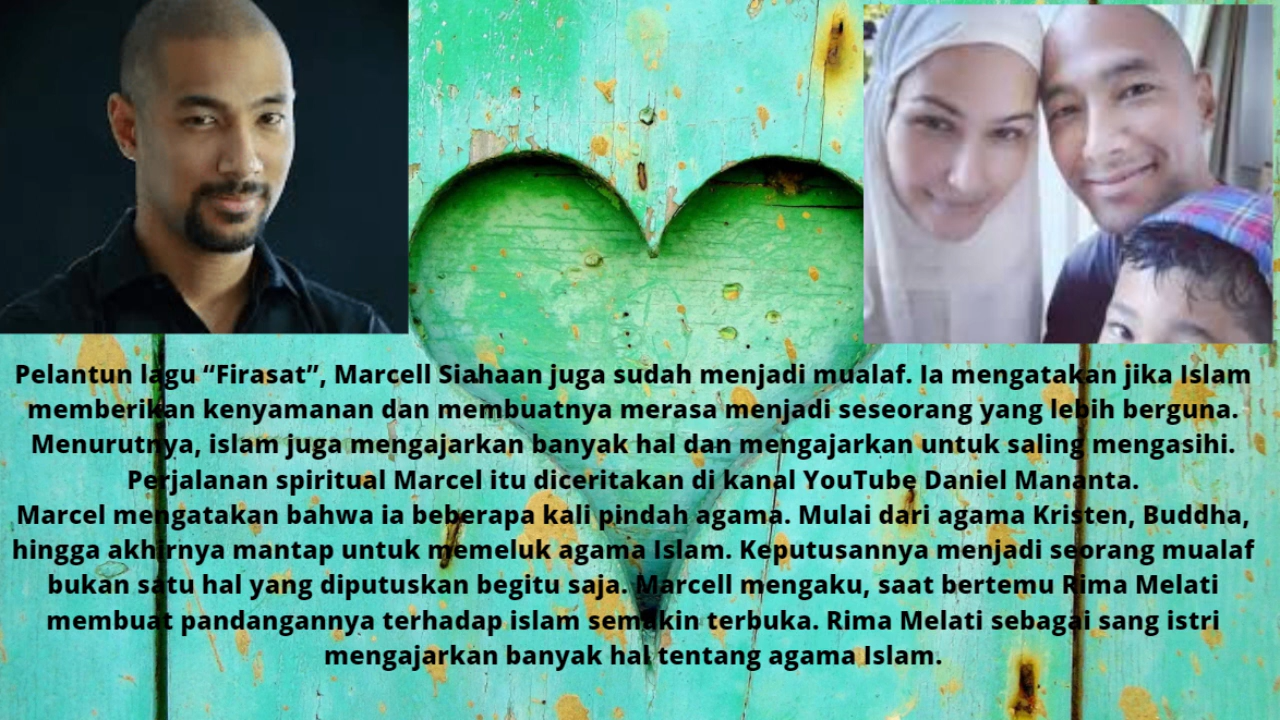 Pelantun lagu “Firasat”, Marcell Siahaan juga sudah menjadi mualaf. Ia mengatakan jika Islam
memberikan kenyamanan dan membuatnya merasa menjadi seseorang yang lebih berguna.
Menurutnya, islam juga mengajarkan banyak hal dan mengajarkan untuk saling mengasihi.
Perjalanan spiritual Marcel itu diceritakan di kanal YouTube Daniel Mananta.
Marcel mengatakan bahwa ia beberapa kali pindah agama. Mulai dari agama Kristen, Buddha,
hingga akhirnya mantap untuk memeluk agama Islam. Keputusannya menjadi seorang mualaf
bukan satu hal yang diputuskan begitu saja. Marcell mengaku, saat bertemu Rima Melati
membuat pandangannya terhadap islam semakin terbuka. Rima Melati sebagai sang istri
mengajarkan banyak hal tentang agama Islam.